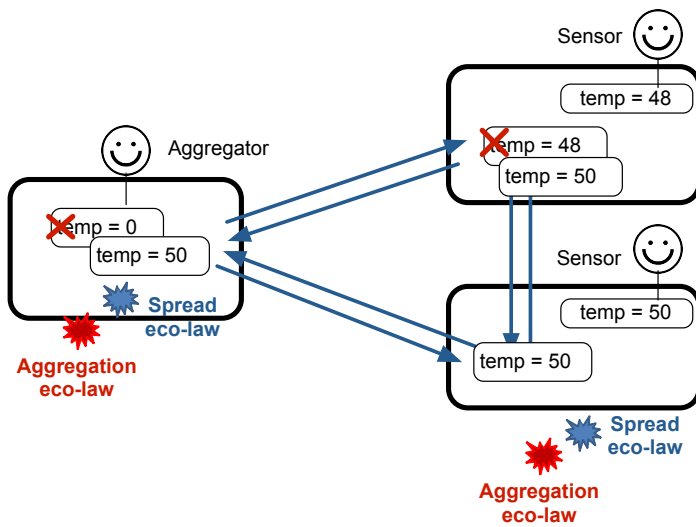 Sensor
temp = 48
Aggregator
temp = 48
temp = 50
temp = 0
temp = 50
Sensor
temp = 50
temp = 50
Spread
eco-law
Aggregation
eco-law
Spread
eco-law
Aggregation
eco-law